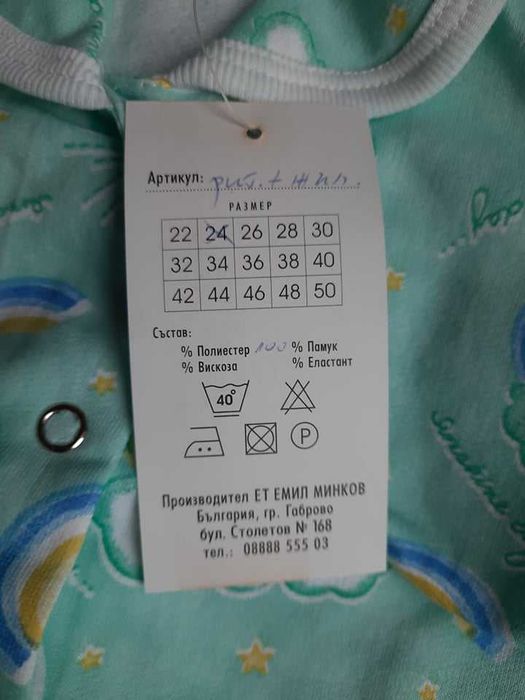 Артикул: рит. + жил.
РАЗМЕР
22 24 26 28 30
32 34 36 38 40
42 44 46 48 50
Състав:
% Полиестер 100 % Памук
% Вискоза % Еластант
40°
P
Производител ЕТ ЕМИЛ МИНКОВ
България, гр. Габрово
бул. Столетов № 168
тел.: 08888 555 03